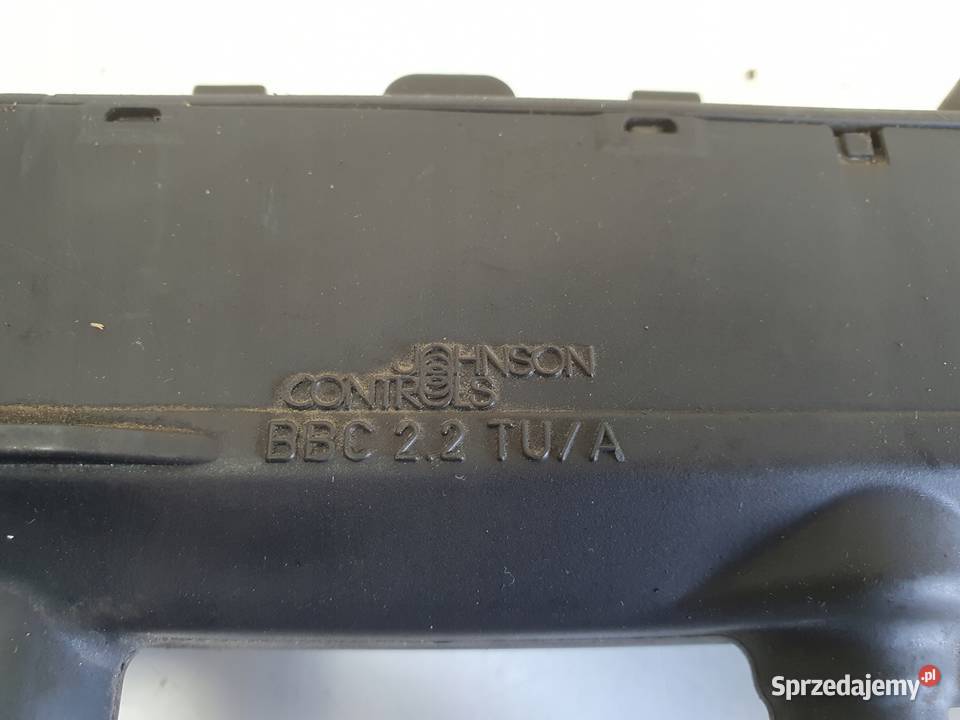 JOHNSON
CONTROLS
BBC 2.2 TU/A
Sprzedajemy.pl